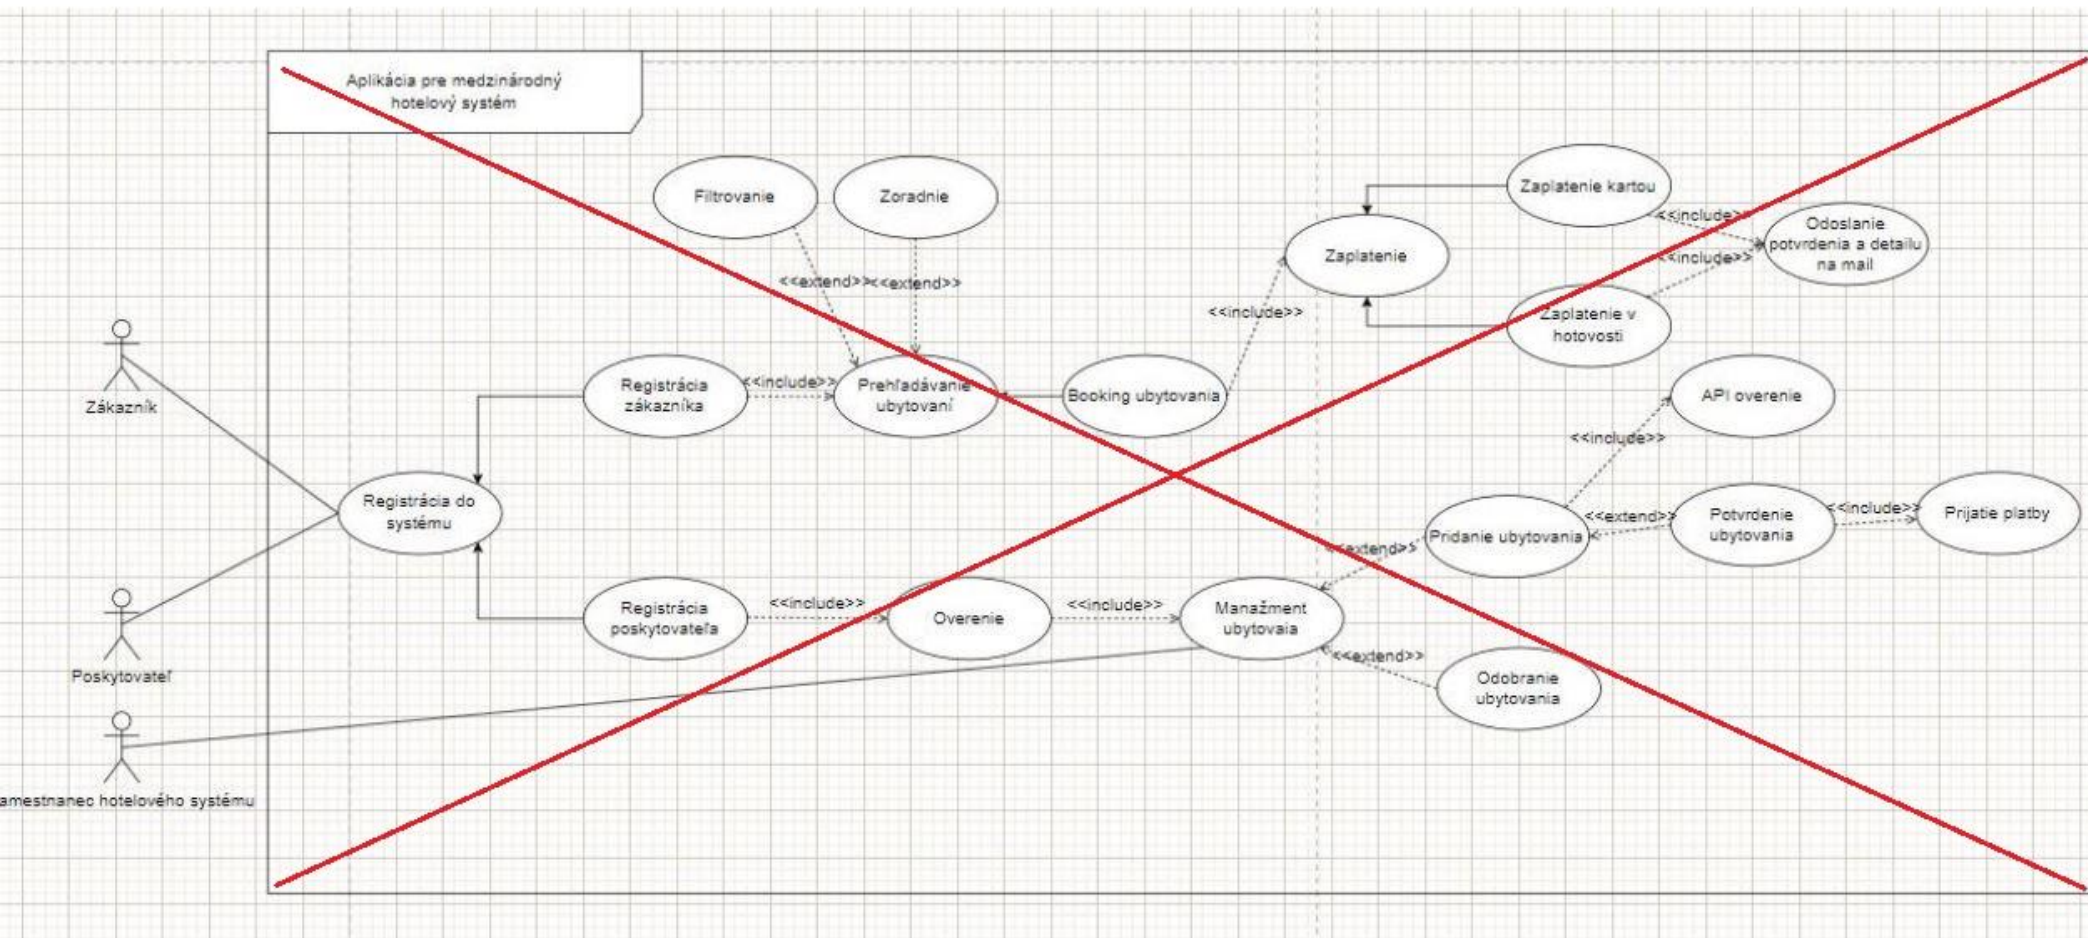 Aplikácia pre medzinárodný
hotelový systém
Filtrovanie
Zoradnie
<<extend>>
<<extend>>
Zaplatenie kartou
<<include>>
Odoslanie
potvrdenia a detailu
na mail
<<include>>
Zaplatenie
<<include>>
Zaplatenie v
hotovosti
Zákazník
Registrácia
zákazníka
<<include>>
Prehľadávanie
ubytovaní
Booking ubytovania
API overenie
<<include>>
Registrácia do
systému
Pridanie ubytovania
<<extend>>
Potvrdenie
ubytovania
<<include>>
Prijatie platby
<<extend>>
Poskytovateľ
Registrácia
poskytovateľa
<<include>>
Overenie
<<include>>
Manažment
ubytovaia
<<extend>>
Odobranie
ubytovania
amestnanec hotelového systému